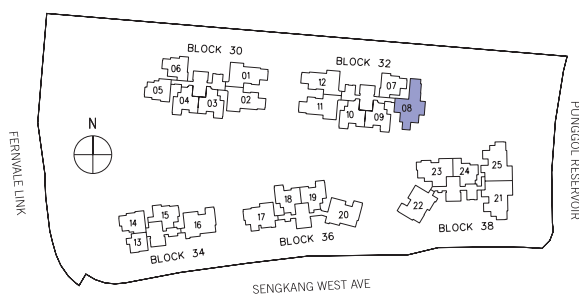 BLOCK 30
BLOCK 32
06
01
05
02
04
03
12
07
11
08
10
09
N
FERNVALE LINK
PUNGGOL RESERVOIR
23
24
25
22
21
BLOCK 38
14
15
16
13
BLOCK 34
18
19
17
20
BLOCK 36
SENGKANG WEST AVE